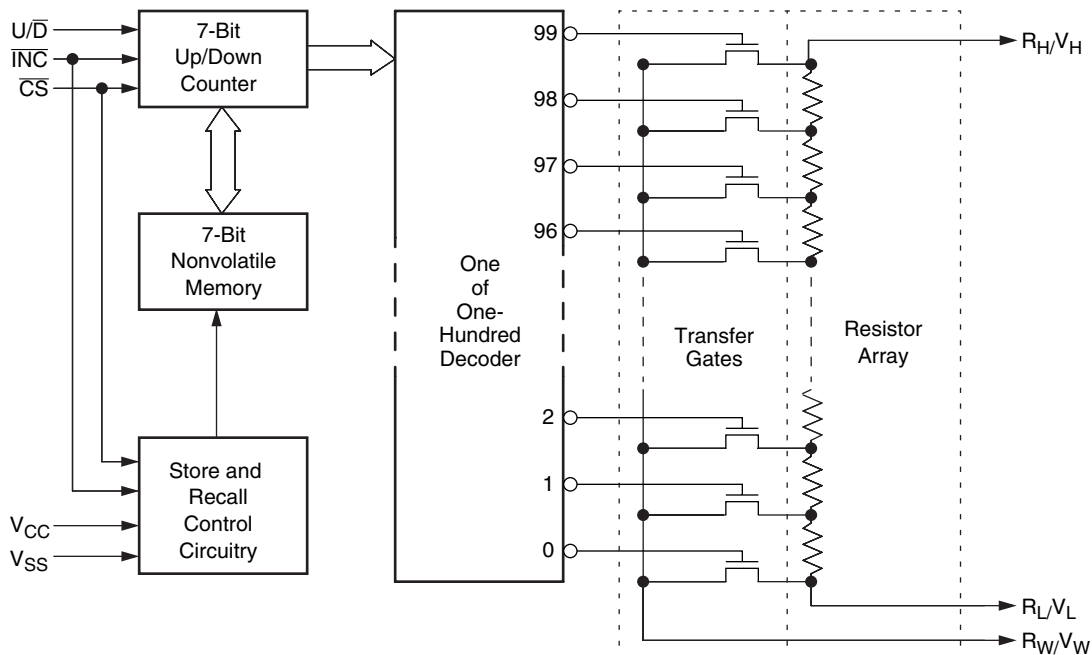 U/D̅
I̅N̅C̅
C̅S̅
7-Bit
Up/Down
Counter
7-Bit
Nonvolatile
Memory
Store and
Recall
Control
Circuitry
VCC
VSS
One
of
One-
Hundred
Decoder
99
98
97
96
2
1
0
Transfer
Gates
Resistor
Array
RH/VH
RL/VL
RW/VW